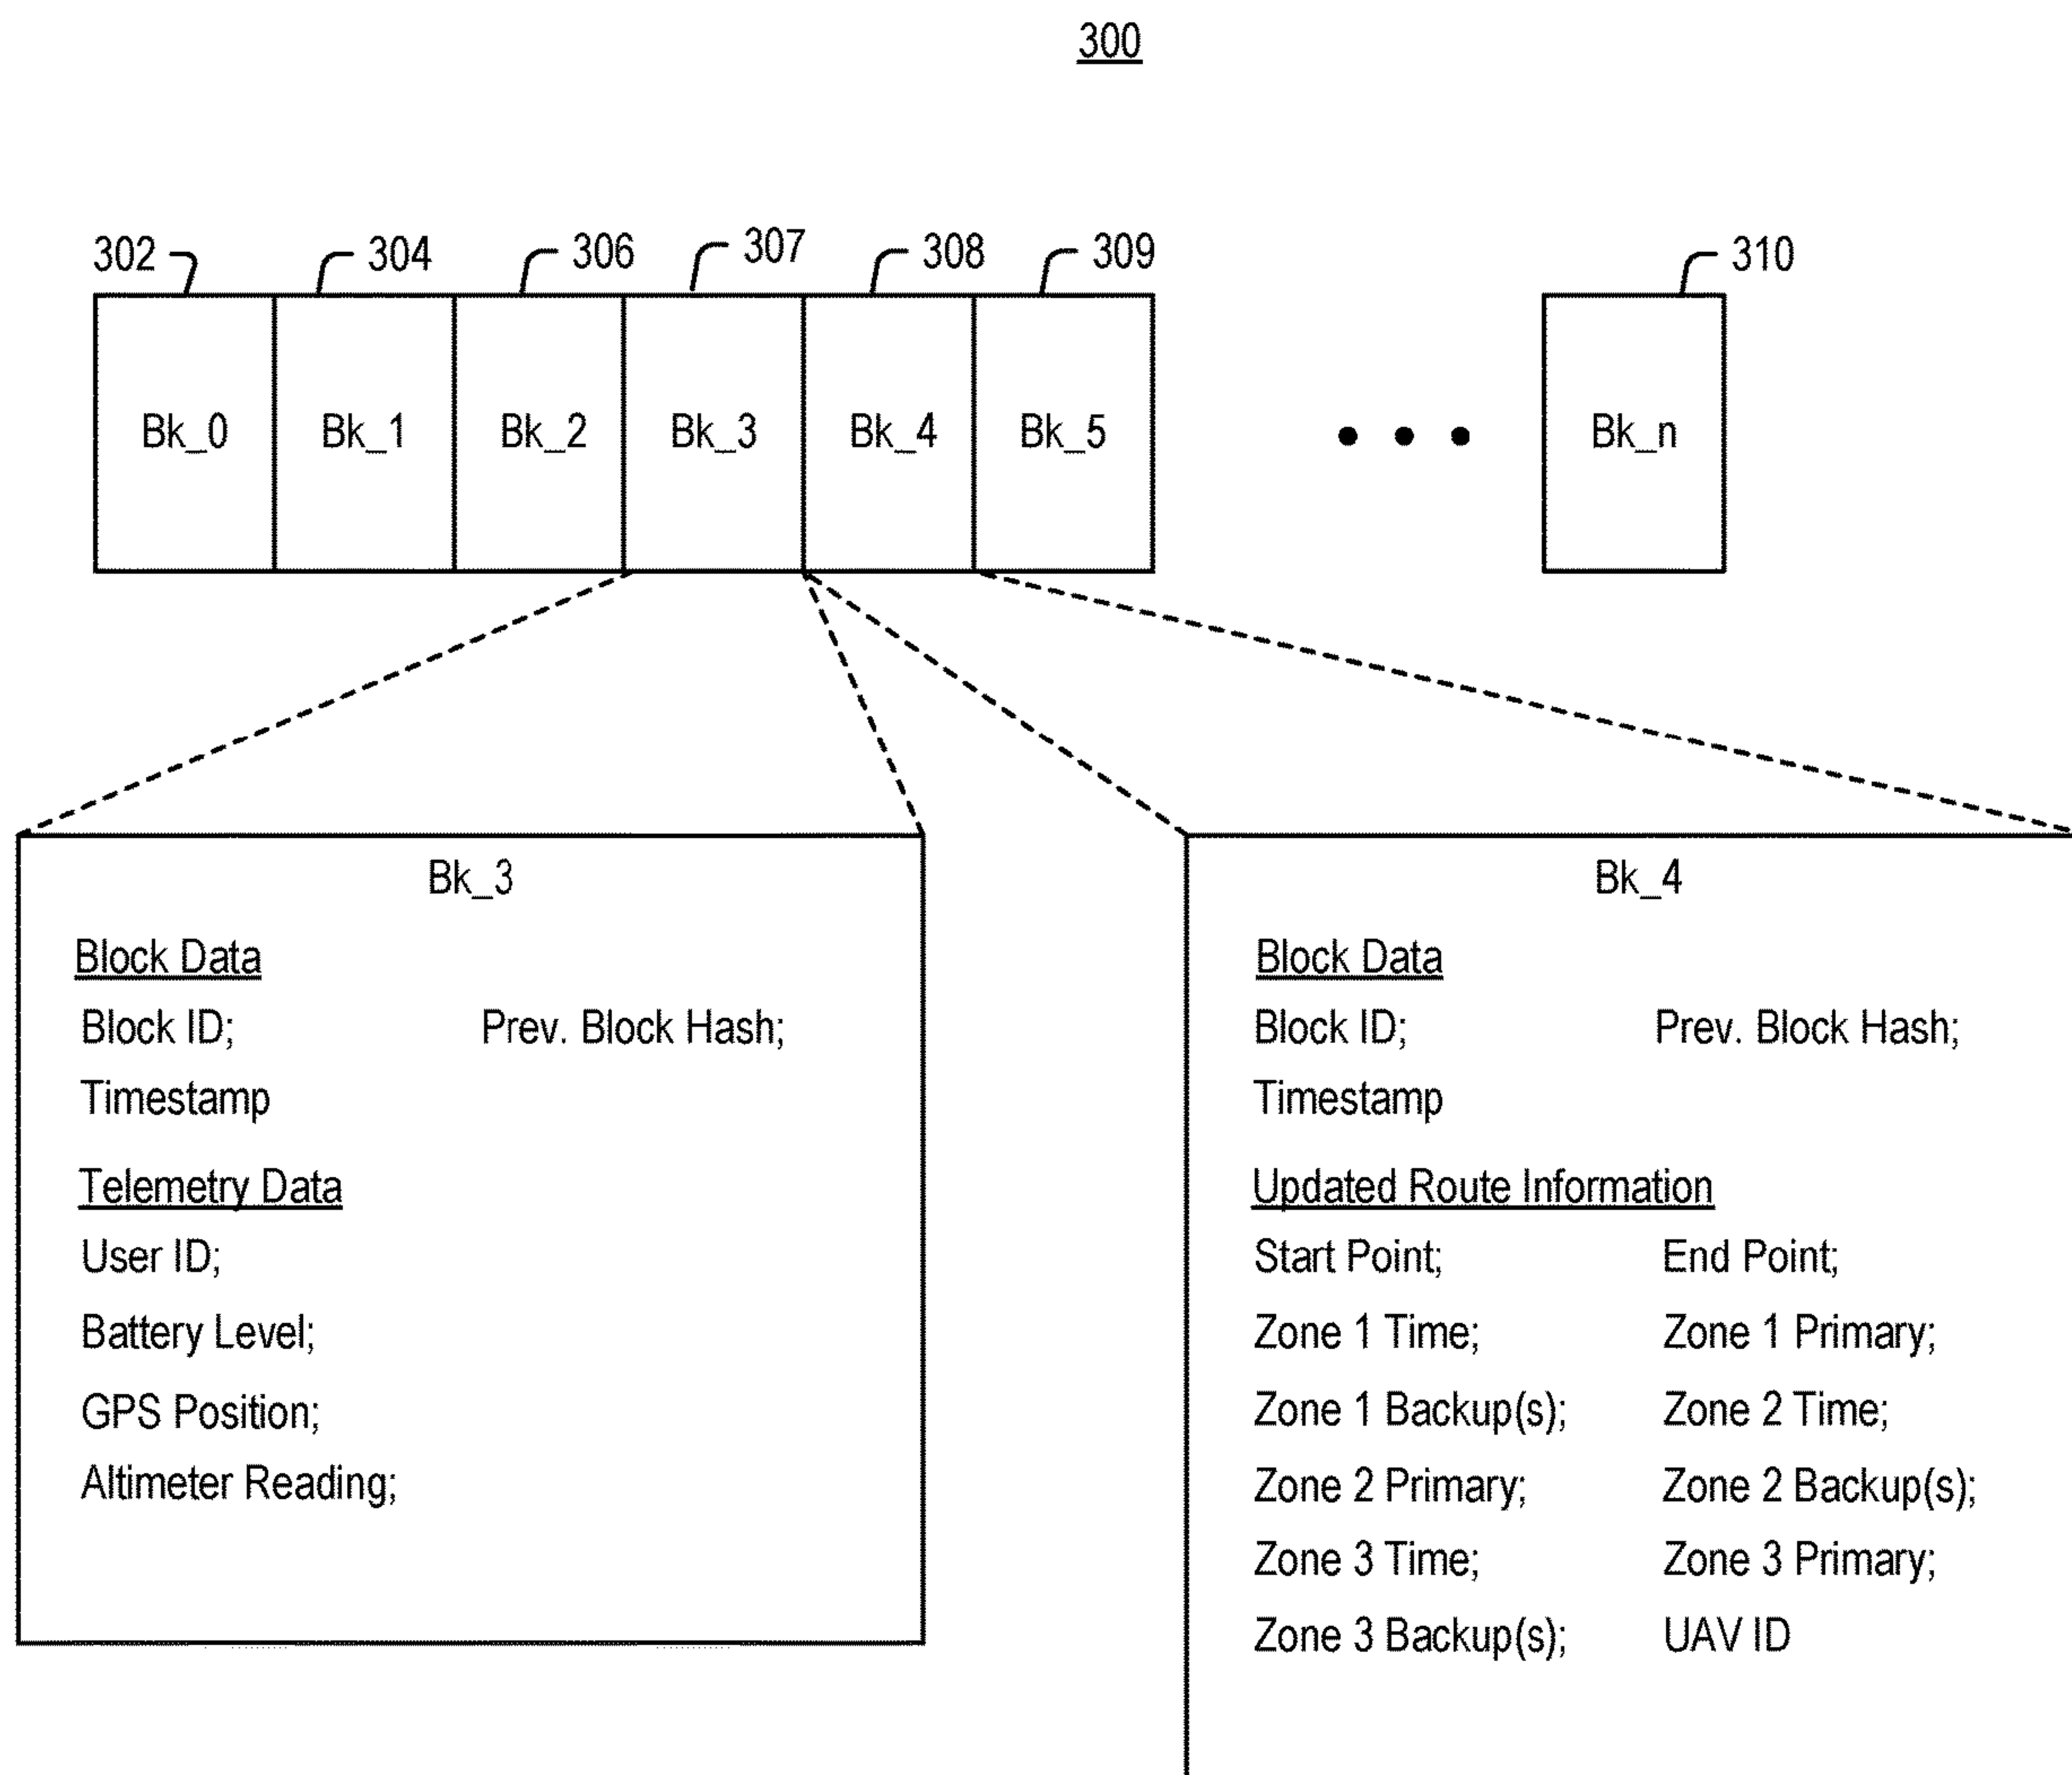 300
302 304 306 307 308 309 310
Bk_0 Bk_1 Bk_2 Bk_3 Bk_4 Bk_5 Bk_n
Bk_3
Block Data
Block ID; Prev. Block Hash;
Timestamp
Telemetry Data
User ID;
Battery Level;
GPS Position;
Altimeter Reading;
Bk_4
Block Data
Block ID; Prev. Block Hash;
Timestamp
Updated Route Information
Start Point; End Point;
Zone 1 Time; Zone 1 Primary;
Zone 1 Backup(s); Zone 2 Time;
Zone 2 Primary; Zone 2 Backup(s);
Zone 3 Time; Zone 3 Primary;
Zone 3 Backup(s); UAV ID